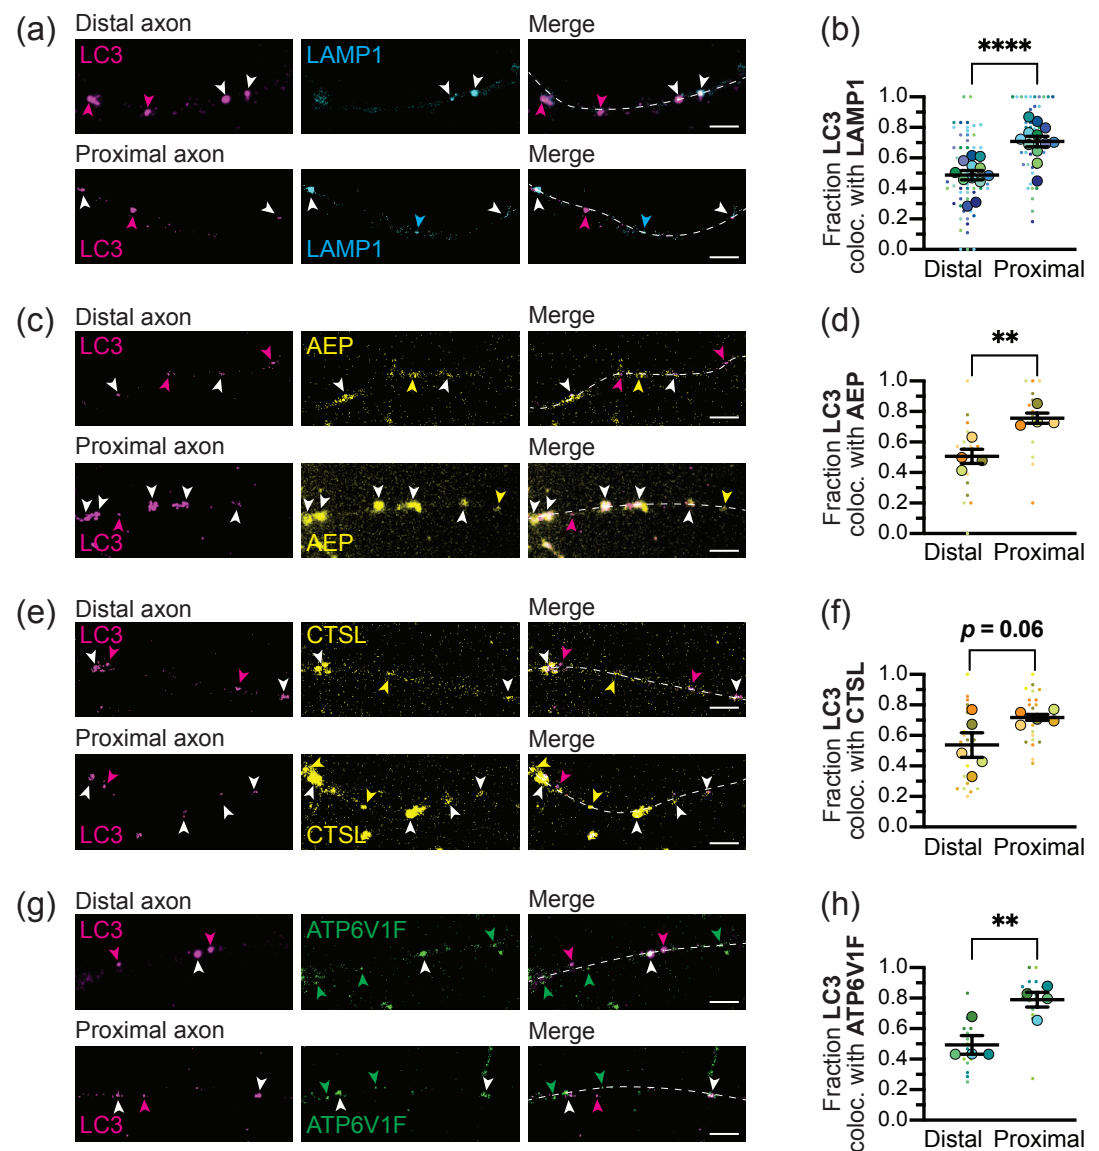 (a)
Distal axon
LC3
LAMP1
Merge
Proximal axon
Merge
LC3
LAMP1
(b)
****
Fraction LC3
coloc. with LAMP1
1.0
0.8
0.6
0.4
0.2
0.0
Distal Proximal
(c)
Distal axon
Merge
LC3
AEP
Proximal axon
Merge
LC3
AEP
(d)
**
Fraction LC3
coloc. with AEP
1.0
0.8
0.6
0.4
0.2
0.0
Distal Proximal
(e)
Distal axon
Merge
LC3
CTSL
Proximal axon
Merge
LC3
CTSL
(f)
p = 0.06
Fraction LC3
coloc. with CTSL
1.0
0.8
0.6
0.4
0.2
0.0
Distal Proximal
(g)
Distal axon
Merge
LC3
ATP6V1F
Proximal axon
Merge
LC3
ATP6V1F
(h)
**
Fraction LC3
coloc. with ATP6V1F
1.0
0.8
0.6
0.4
0.2
0.0
Distal Proximal